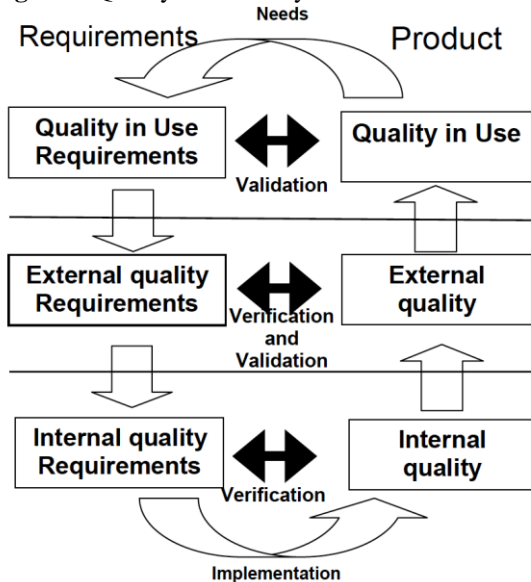 Needs
Requirements
Product
Quality in Use
Requirements
Quality in Use
Validation
External quality
Requirements
External
quality
Verification
and
Validation
Internal quality
Requirements
Internal
quality
Verification
Implementation